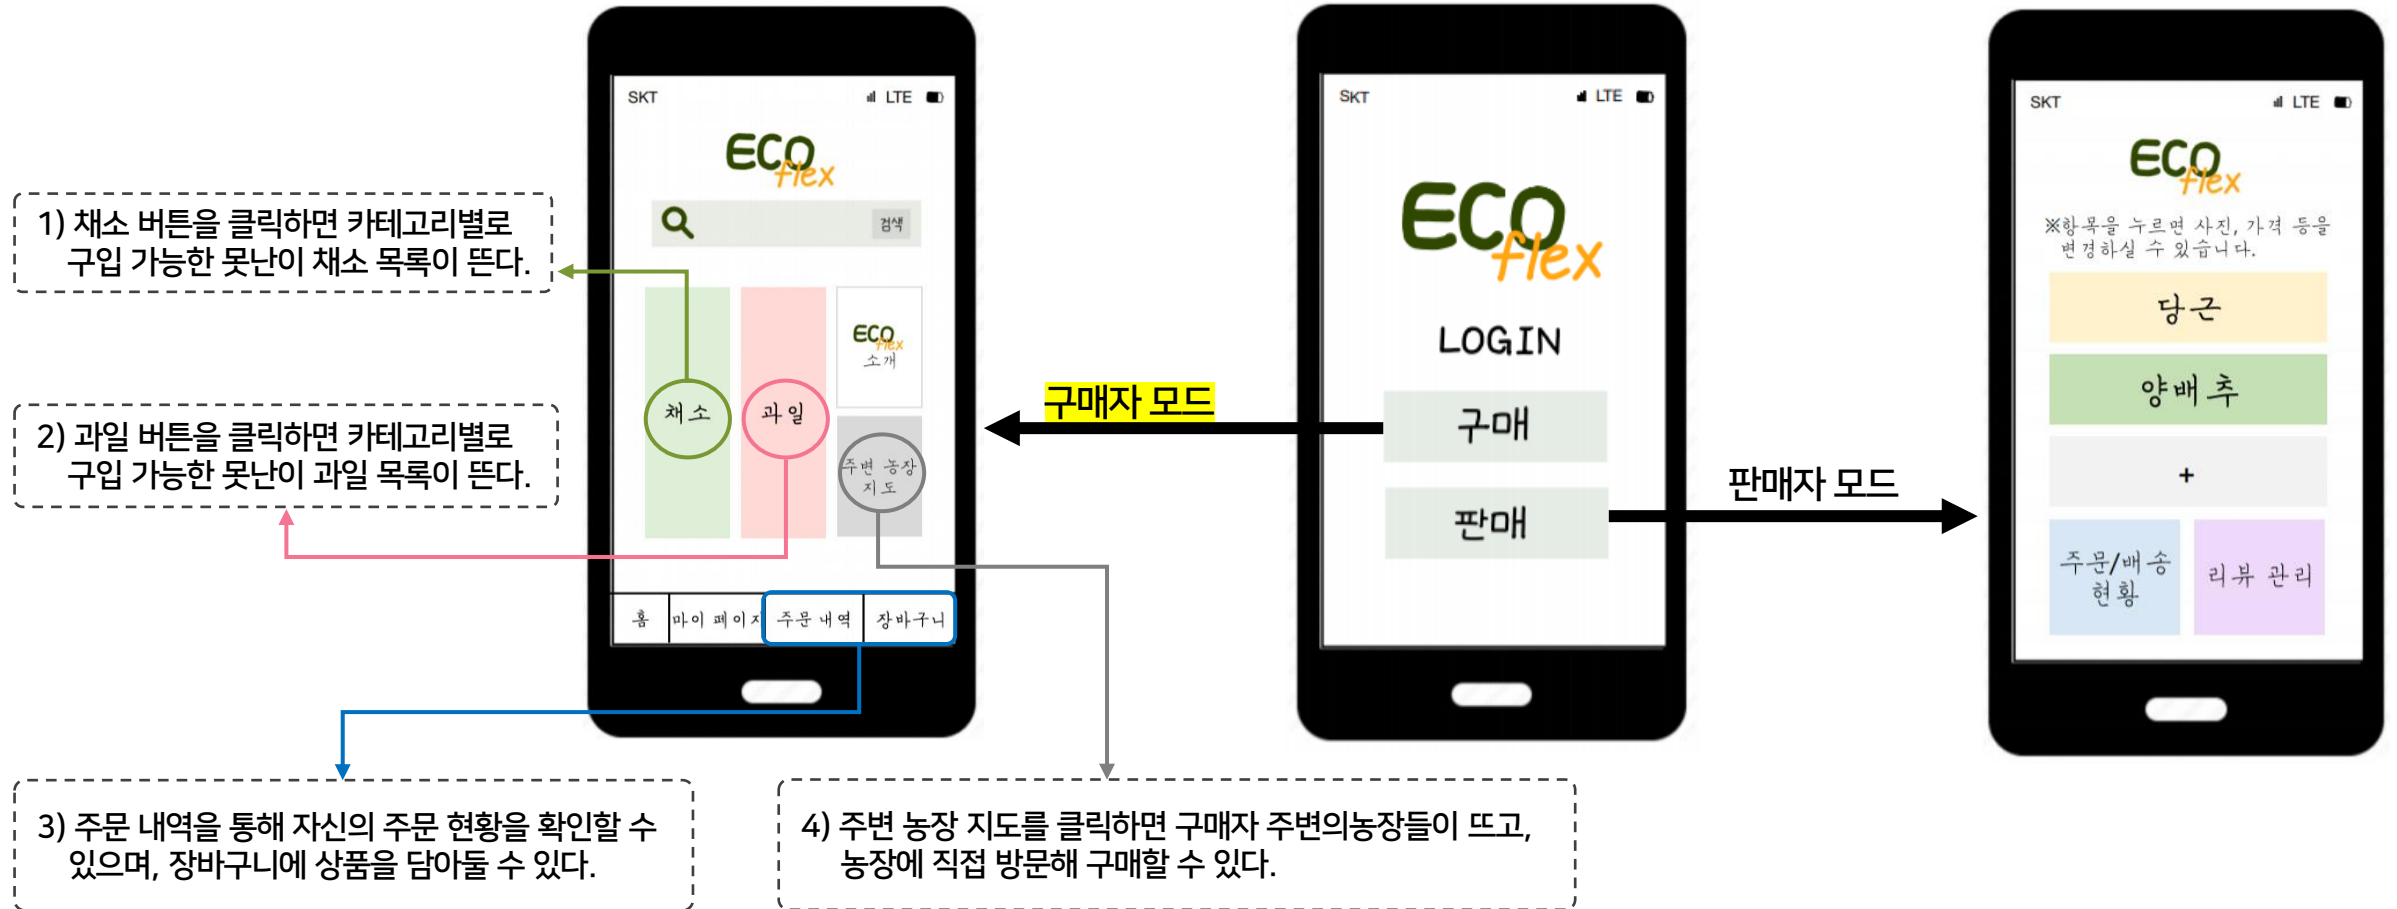 1) 채소 버튼을 클릭하면 카테고리별로
구입 가능한 못난이 채소 목록이 뜬다.
2) 과일 버튼을 클릭하면 카테고리별로
구입 가능한 못난이 과일 목록이 뜬다.
SKT
LTE
ECO
flex
검색
채소
과일
ECO
flex
소개
주변 농장
지도
홈
마이 페이지
주문 내역
장바구니
구매자 모드
SKT
LTE
ECO
flex
LOGIN
구매
판매
판매자 모드
SKT
LTE
ECO
flex
※항목을 누르면 사진, 가격 등을
변경하실 수 있습니다.
당근
양배추
+
주문/배송
현황
리뷰 관리
3) 주문 내역을 통해 자신의 주문 현황을 확인할 수
있으며, 장바구니에 상품을 담아둘 수 있다.
4) 주변 농장 지도를 클릭하면 구매자 주변의농장들이 뜨고,
농장에 직접 방문해 구매할 수 있다.